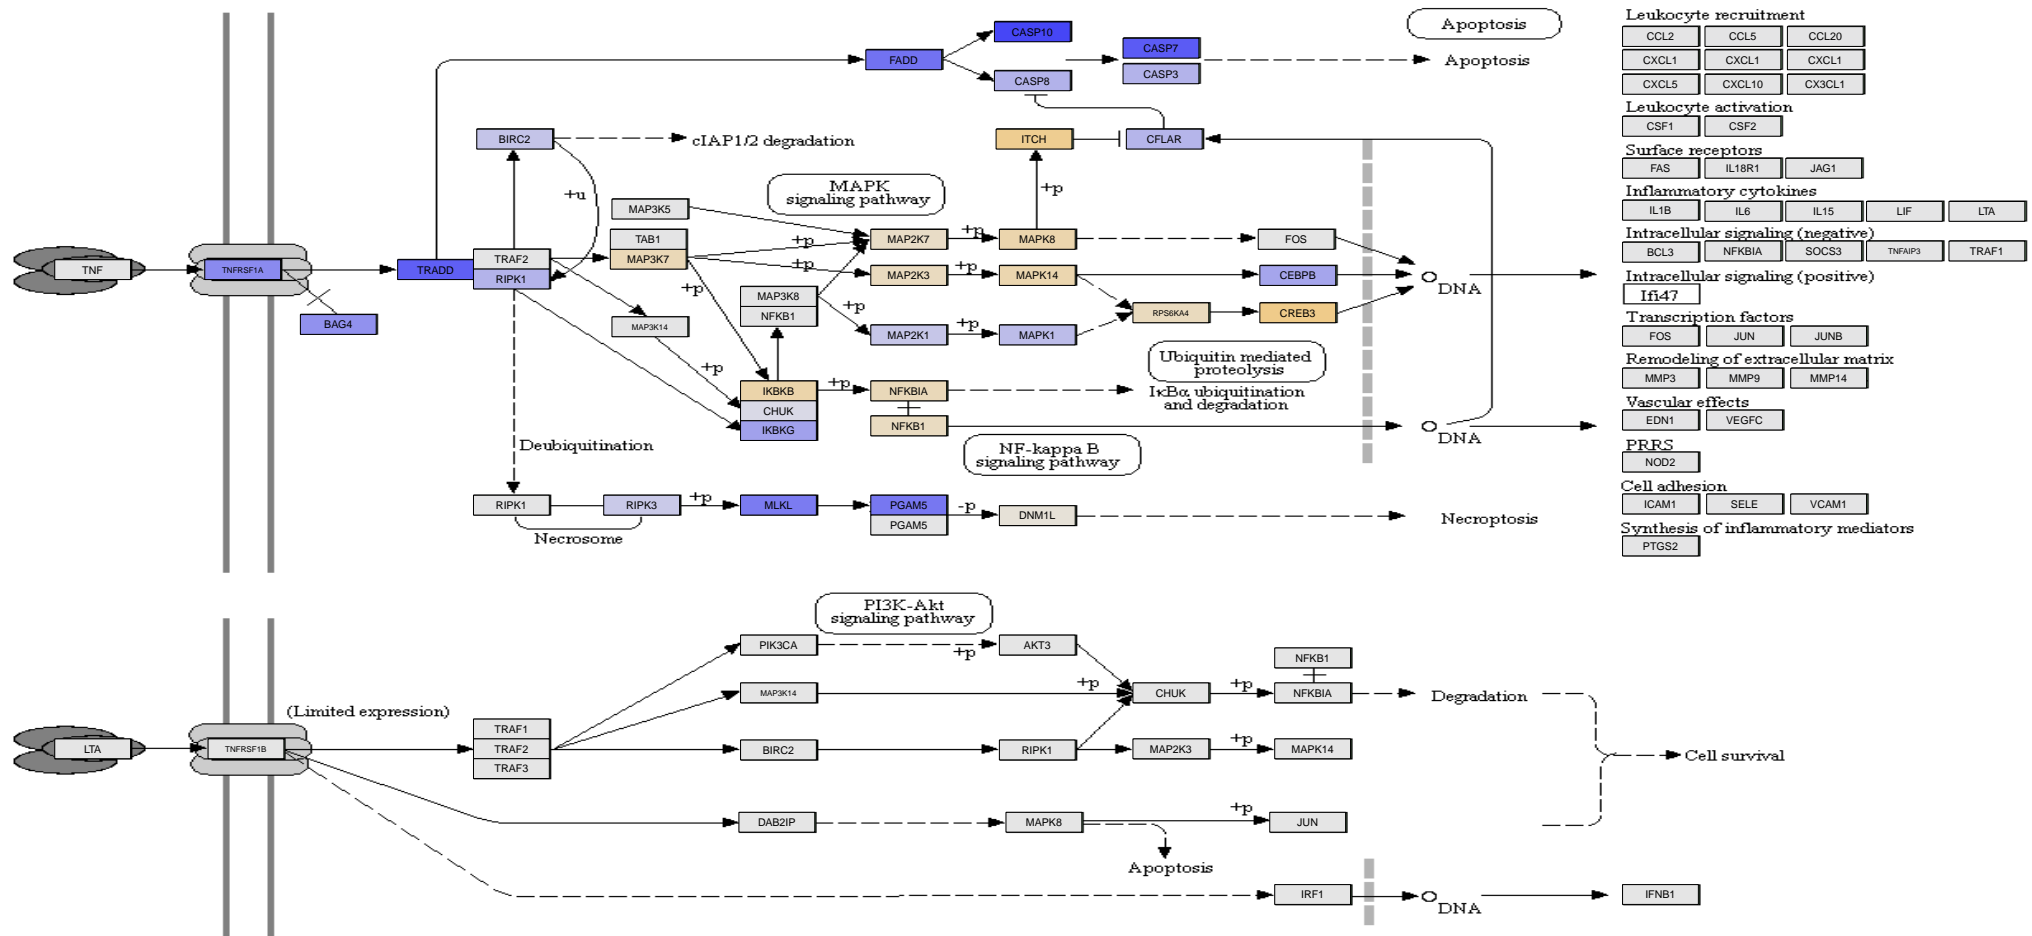 Apoptosis
CASP10
FADD
CASP7
CASP3
CASP8
Apoptosis
BIRC2
cIAP1/2 degradation
ITCH
CFLAR
+u
MAPK
signaling pathway
+p
MAP3K5
TAB1
MAP3K7
TRAF2
RIPK1
MAP2K7
+p
MAPK8
FOS
+p
TNF
TNFRSF1A
TRADD
+p
MAP2K3
+p
MAPK14
CEBPB
DNA
BAG4
MAP3K14
+p
MAP3K8
NFKB1
+p
MAP2K1
+p
MAPK1
RPS6KA4
CREB3
+p
Ubiquitin mediated
proteolysis
IKBKB
CHUK
IKBKG
+p
NFKBIA
IκBα ubiquitination
and degradation
NFKB1
DNA
Deubiquitination
NF-kappa B
signaling pathway
RIPK1
RIPK3
+p
MLKL
PGAM5
PGAM5
-p
DNM1L
Necroptosis
Necrosome
Leukocyte recruitment
CCL2 CCL5 CCL20
CXCL1 CXCL1 CXCL1
CXCL5 CXCL10 CX3CL1
Leukocyte activation
CSF1 CSF2
Surface receptors
FAS IL18R1 JAG1
Inflammatory cytokines
IL1B IL6 IL15 LIF LTA
Intracellular signaling (negative)
BCL3 NFKBIA SOCS3 TNFAIP3 TRAF1
Intracellular signaling (positive)
Ifi47
Transcription factors
FOS JUN JUNB
Remodeling of extracellular matrix
MMP3 MMP9 MMP14
Vascular effects
EDN1 VEGFC
PRRS
NOD2
Cell adhesion
ICAM1 SELE VCAM1
Synthesis of inflammatory mediators
PTGS2
PI3K-Akt
signaling pathway
PIK3CA
+p
AKT3
NFKB1
MAP3K14
+p
CHUK
+p
NFKBIA
Degradation
(Limited expression)
LTA
TNFRSF1B
TRAF1
TRAF2
TRAF3
BIRC2
RIPK1
MAP2K3
+p
MAPK14
Cell survival
DAB2IP
MAPK8
+p
JUN
Apoptosis
IRF1
DNA
IFNB1